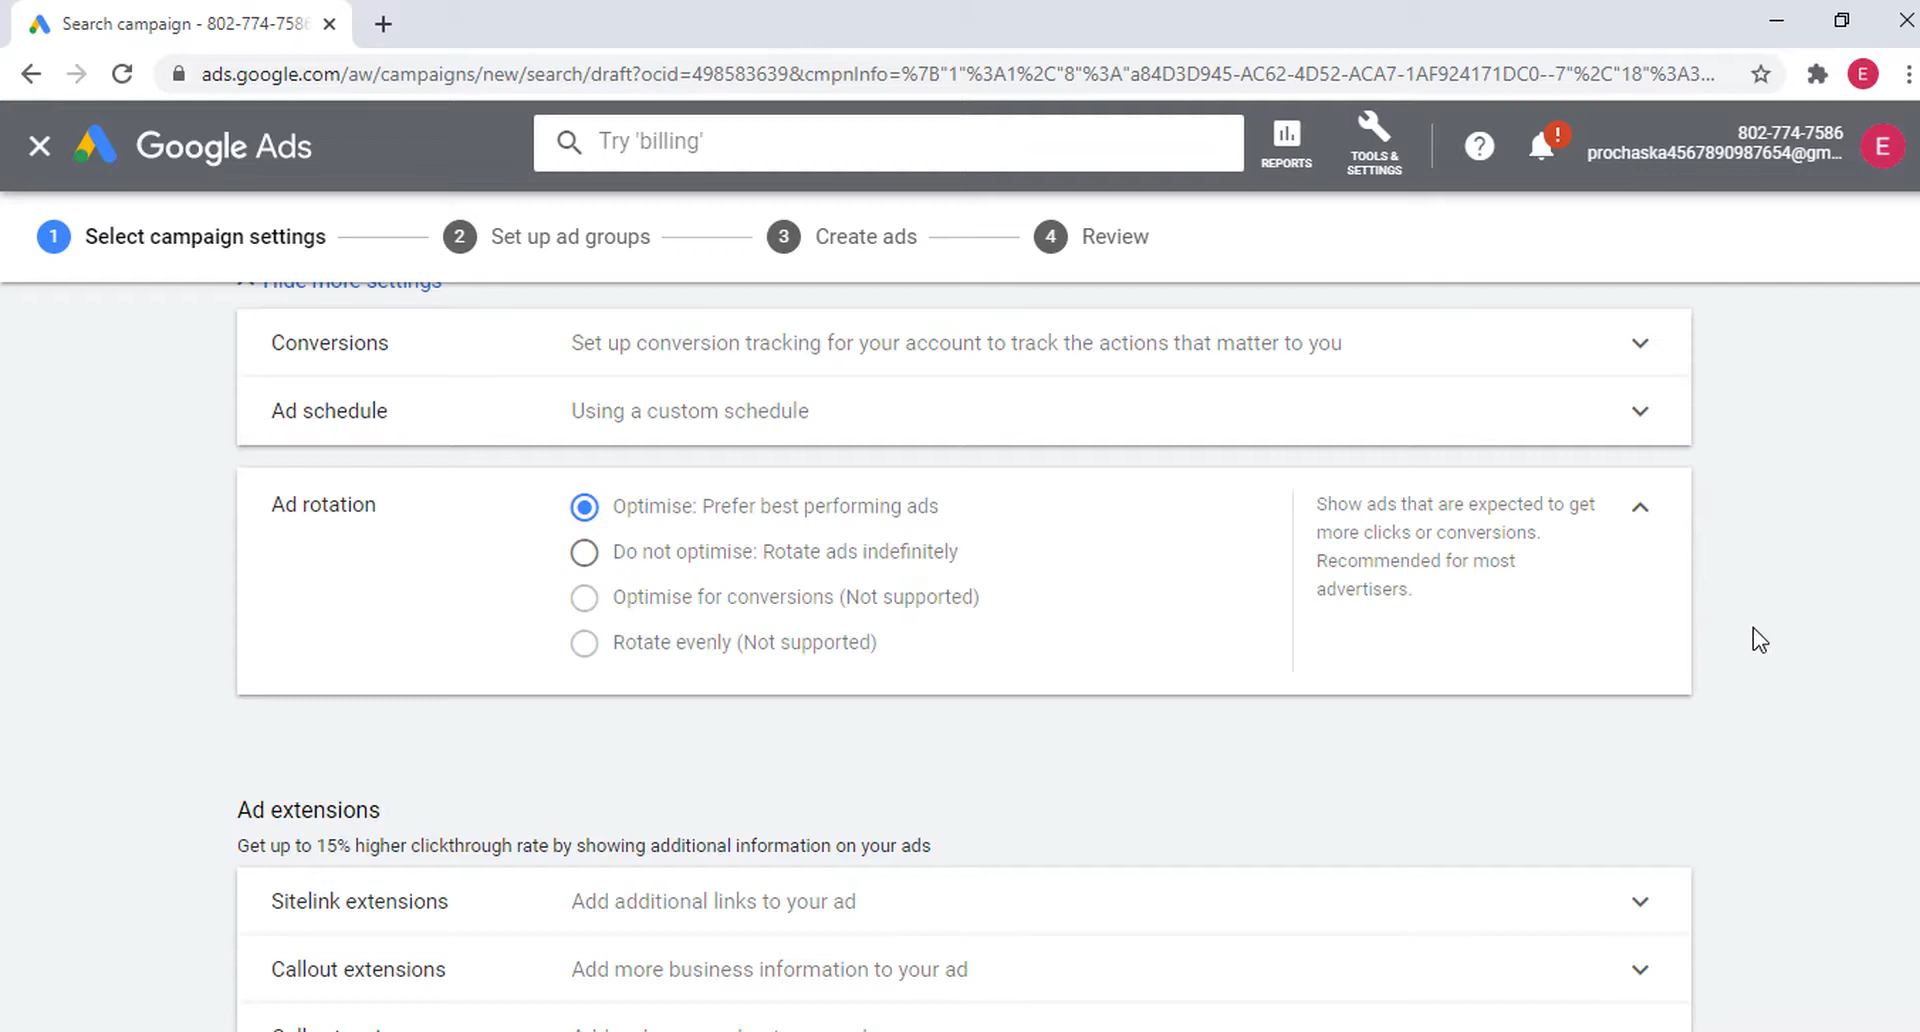 Search campaign - 802-774-7586
ads.google.com/aw/campaigns/new/search/draft?ocid=498583639&cmpnInfo=%7B"1"%3A1%2C"8"%3A"a84D3D945-AC62-4D52-ACA7-1AF924171DC0--7"%2C"18"%3A3...
E
Google Ads
Try 'billing'
REPORTS
TOOLS &
SETTINGS
?
!
802-774-7586
prochaska4567890987654@gm...
E
1 Select campaign settings
2 Set up ad groups
3 Create ads
4 Review
Hide more settings
Conversions
Set up conversion tracking for your account to track the actions that matter to you
Ad schedule
Using a custom schedule
Ad rotation
Optimise: Prefer best performing ads
Do not optimise: Rotate ads indefinitely
Optimise for conversions (Not supported)
Rotate evenly (Not supported)
Show ads that are expected to get
more clicks or conversions.
Recommended for most
advertisers.
Ad extensions
Get up to 15% higher clickthrough rate by showing additional information on your ads
Sitelink extensions
Add additional links to your ad
Callout extensions
Add more business information to your ad